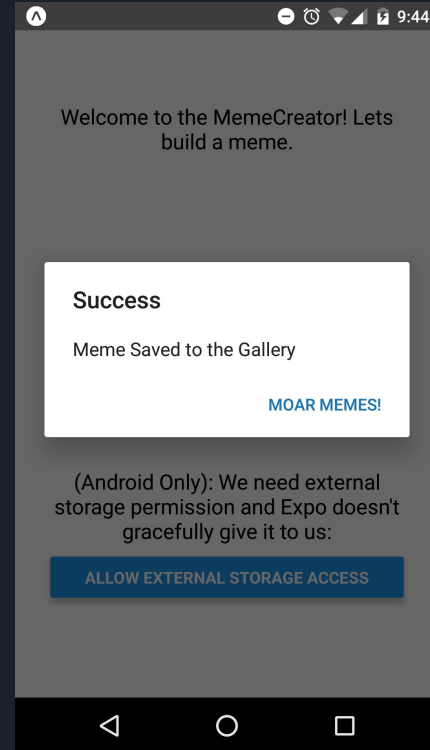 9:44
Welcome to the MemeCreator! Lets
build a meme.
Success
Meme Saved to the Gallery
MOAR MEMES!
(Android Only): We need external
storage permission and Expo doesn't
gracefully give it to us:
ALLOW EXTERNAL STORAGE ACCESS